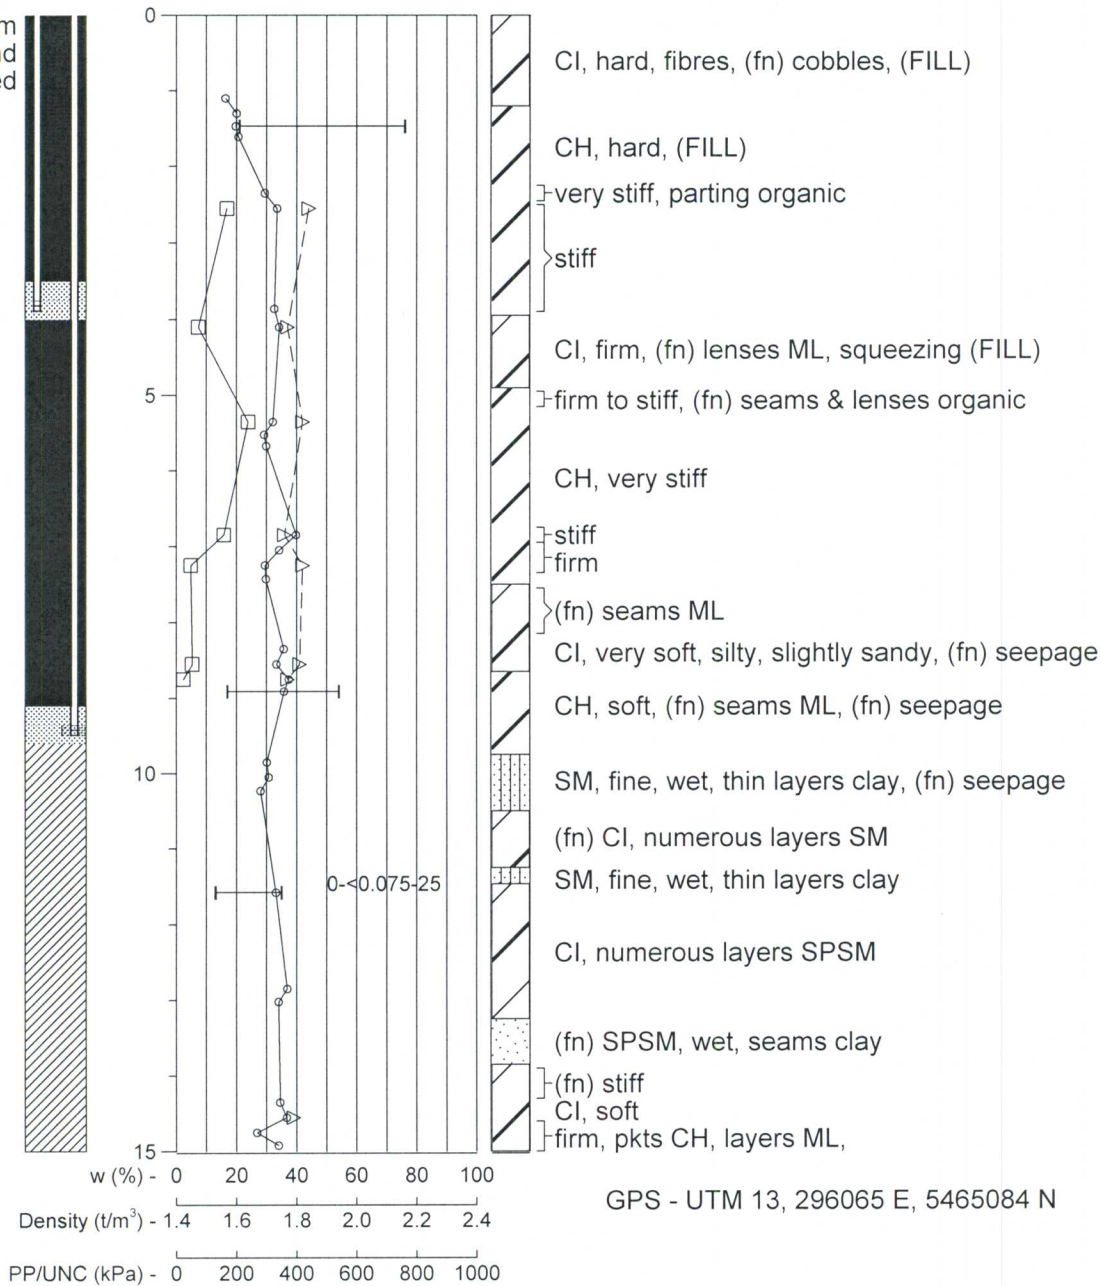 m
nd
ed
0
CI, hard, fibres, (fn) cobbles, (FILL)
CH, hard, (FILL)
very stiff, parting organic
stiff
CI, firm, (fn) lenses ML, squeezing (FILL)
5
firm to stiff, (fn) seams & lenses organic
CH, very stiff
stiff
firm
(fn) seams ML
CI, very soft, silty, slightly sandy, (fn) seepage
CH, soft, (fn) seams ML, (fn) seepage
10
SM, fine, wet, thin layers clay, (fn) seepage
(fn) CI, numerous layers SM
0-<0.075-25
SM, fine, wet, thin layers clay
CI, numerous layers SPSM
(fn) SPSM, wet, seams clay
(fn) stiff
CI, soft
firm, pkts CH, layers ML,
15
w (%) - 0 20 40 60 80 100
GPS - UTM 13, 296065 E, 5465084 N
Density (t/m³) - 1.4 1.6 1.8 2.0 2.2 2.4
PP/UNC (kPa) - 0 200 400 600 800 1000